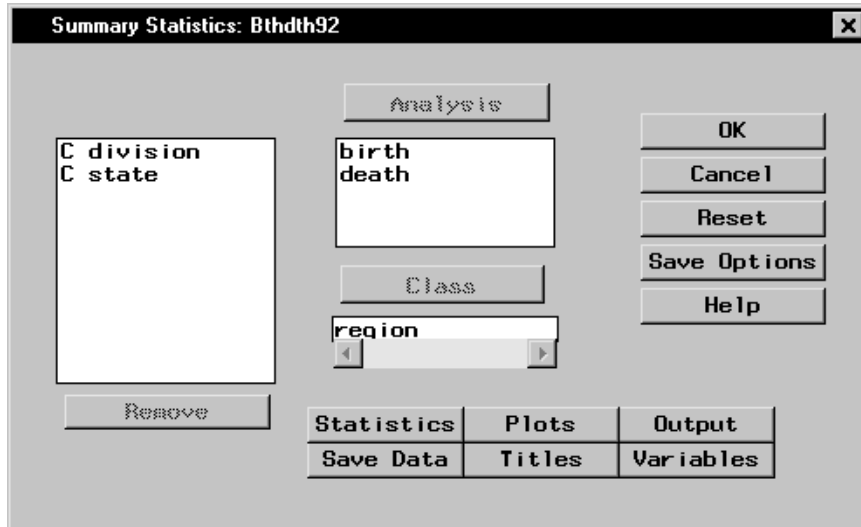 Summary Statistics: Bthdth92
Analysis
C division
C state
birth
death
OK
Cancel
Reset
Save Options
Help
Class
region
Remove
Statistics Plots Output
Save Data Titles Variables